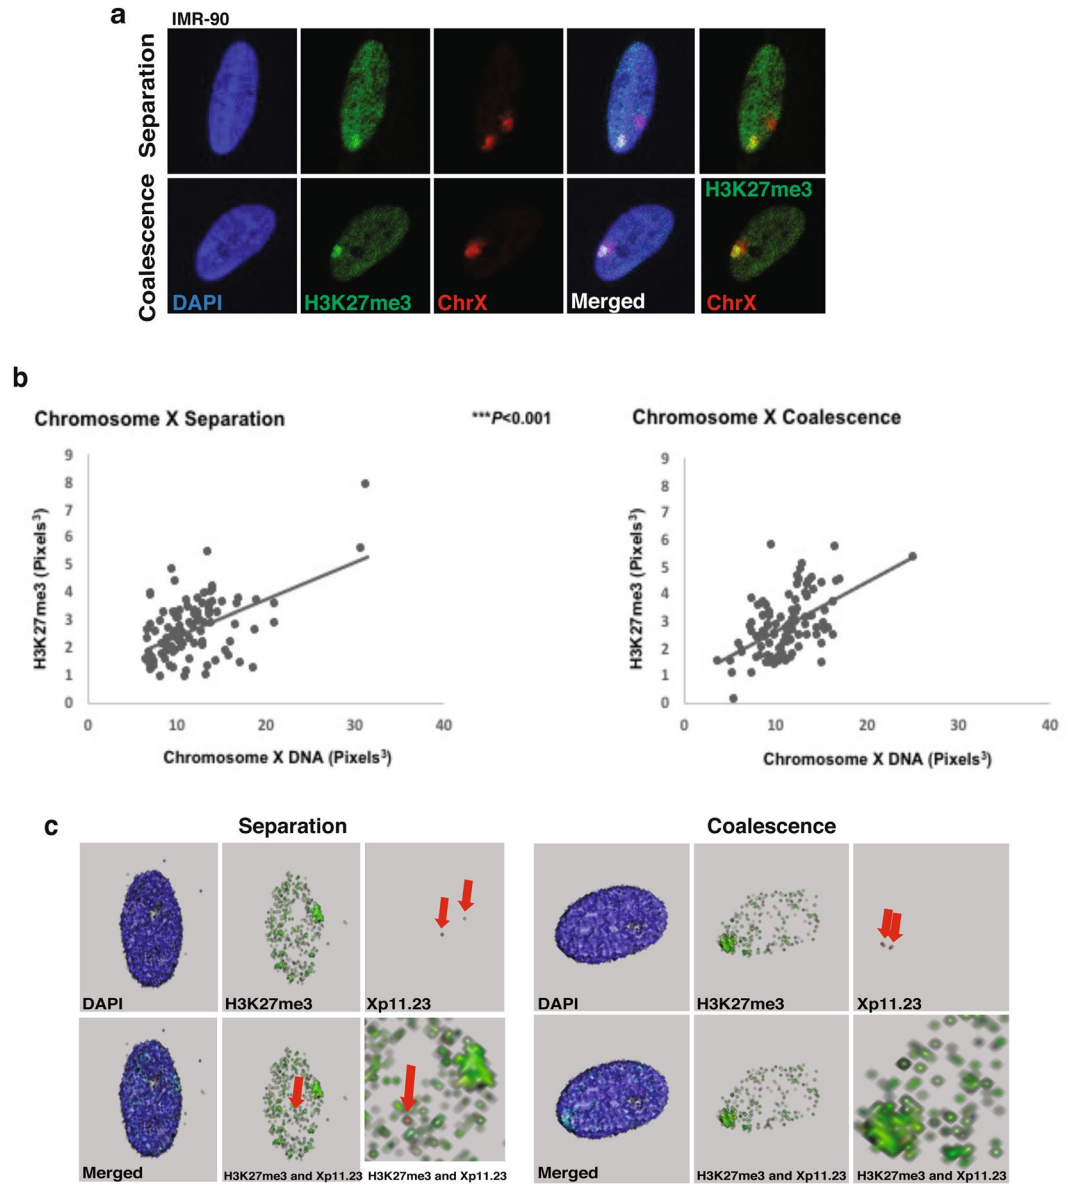 a
IMR-90
Separation
Coalescence
DAPI
H3K27me3
ChrX
Merged
H3K27me3
ChrX
b
Chromosome X Separation
***P<0.001
9
8
7
6
5
4
3
2
1
0
H3K27me3 (Pixels³)
0 10 20 30 40
Chromosome X DNA (Pixels³)
Chromosome X Coalescence
9
8
7
6
5
4
3
2
1
0
H3K27me3 (Pixels³)
0 10 20 30 40
Chromosome X DNA (Pixels³)
c
Separation
DAPI
H3K27me3
Xp11.23
Merged
H3K27me3 and Xp11.23
H3K27me3 and Xp11.23
Coalescence
DAPI
H3K27me3
Xp11.23
Merged
H3K27me3 and Xp11.23
H3K27me3 and Xp11.23